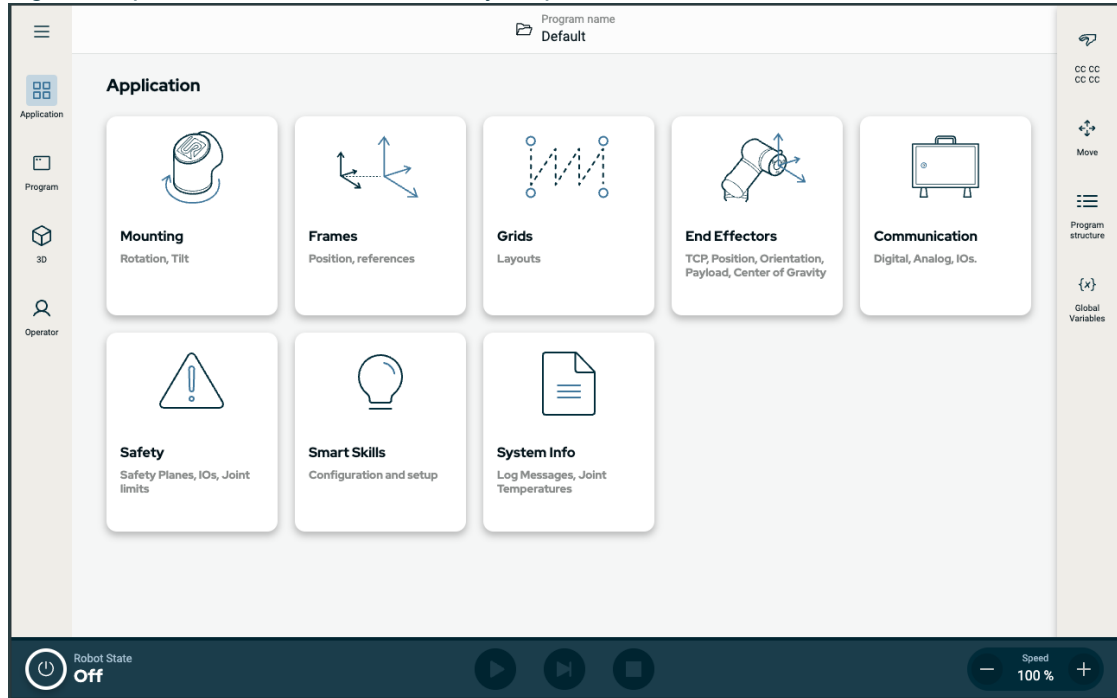 Program name
Default
Application
Program
3D
Operator
Application
Mounting
Rotation, Tilt
Frames
Position, references
Grids
Layouts
End Effectors
TCP, Position, Orientation,
Payload, Center of Gravity
Communication
Digital, Analog, IOs.
Safety
Safety Planes, IOs, Joint
limits
Smart Skills
Configuration and setup
System Info
Log Messages, Joint
Temperatures
CC CC
CC CC
Move
Program
structure
{x}
Global
Variables
Robot State
Off
Speed
100 %